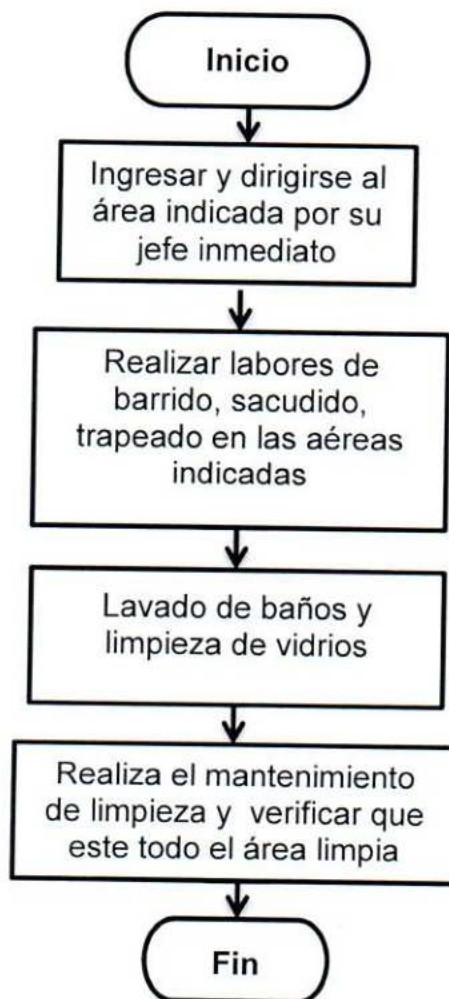 Inicio
Ingresar y dirigirse al
área indicada por su
jefe inmediato
Realizar labores de
barrido, sacudido,
trapeado en las aéreas
indicadas
Lavado de baños y
limpieza de vidrios
Realiza el mantenimiento
de limpieza y verificar que
este todo el área limpia
Fin